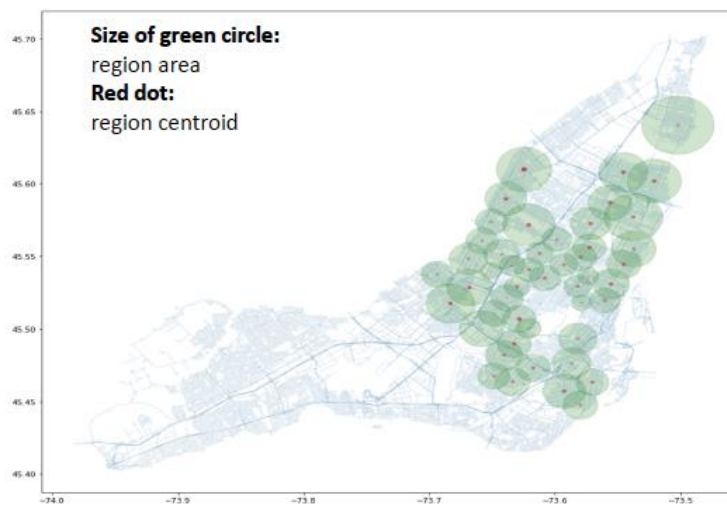 Size of green circle:
region area
Red dot:
region centroid
45.70
45.65
45.60
45.55
45.50
45.45
45.40
−74.0 −73.9 −73.8 −73.7 −73.6 −73.5